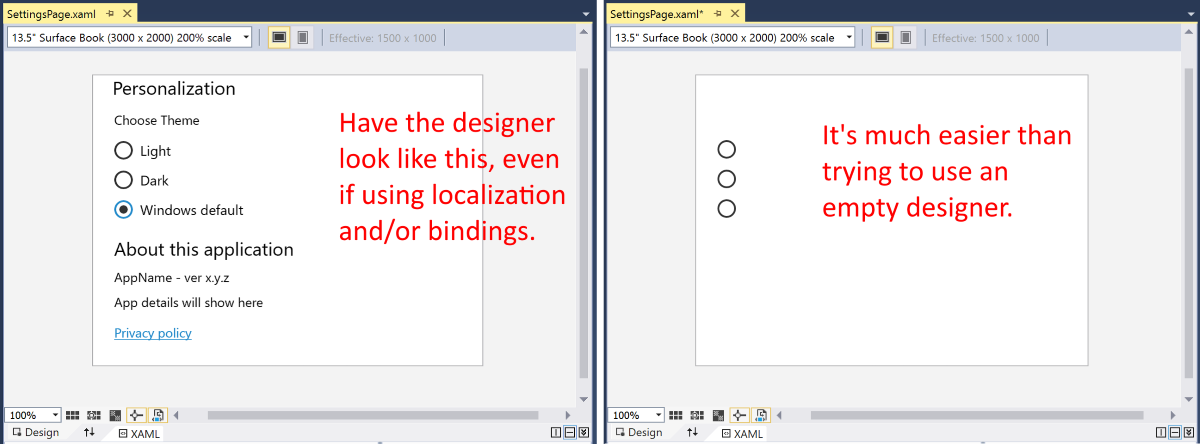 SettingsPage.xaml
13.5" Surface Book (3000 x 2000) 200% scale
Effective: 1500 x 1000
Personalization
Choose Theme
Light
Dark
Windows default
About this application
AppName - ver x.y.z
App details will show here
Privacy policy
Have the designer
look like this, even
if using localization
and/or bindings.
100%
Design
XAML
SettingsPage.xaml*
13.5" Surface Book (3000 x 2000) 200% scale
Effective: 1500 x 1000
It's much easier than
trying to use an
empty designer.
100%
Design
XAML